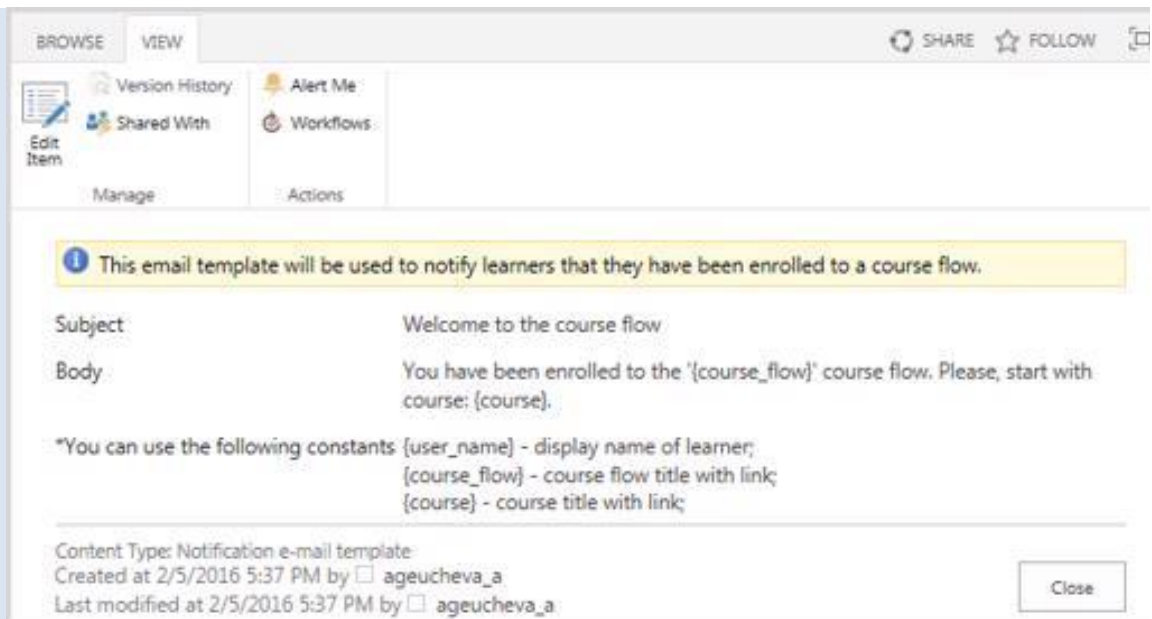 BROWSE VIEW SHARE FOLLOW
Version History Alert Me
Shared With Workflows
Edit
Item
Manage Actions
This email template will be used to notify learners that they have been enrolled to a course flow.
Subject Welcome to the course flow
Body You have been enrolled to the '{course_flow}' course flow. Please, start with
course: {course}.
*You can use the following constants {user_name} - display name of learner;
{course_flow} - course flow title with link;
{course} - course title with link;
Content Type: Notification e-mail template
Created at 2/5/2016 5:37 PM by ageucheva_a
Last modified at 2/5/2016 5:37 PM by ageucheva_a
Close